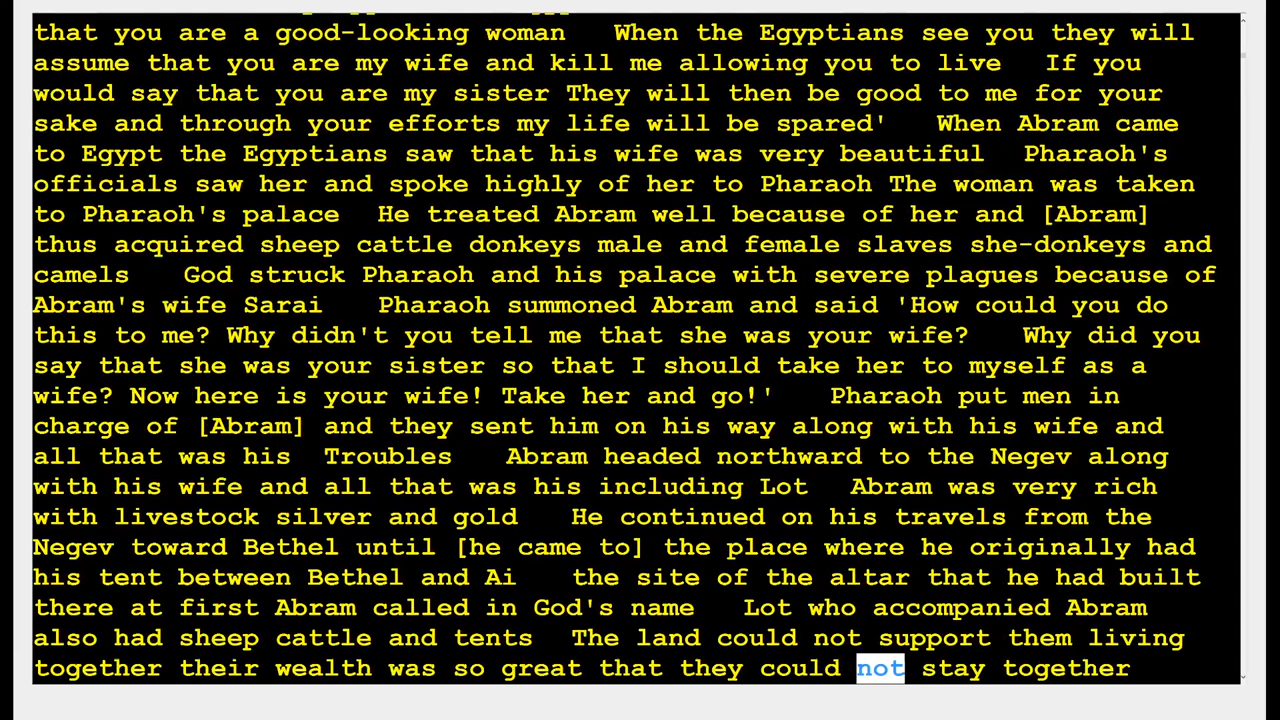 that you are a good-looking woman When the Egyptians see you they will
assume that you are my wife and kill me allowing you to live If you
would say that you are my sister They will then be good to me for your
sake and through your efforts my life will be spared' When Abram came
to Egypt the Egyptians saw that his wife was very beautiful Pharaoh's
officials saw her and spoke highly of her to Pharaoh The woman was taken
to Pharaoh's palace He treated Abram well because of her and [Abram]
thus acquired sheep cattle donkeys male and female slaves she-donkeys and
camels God struck Pharaoh and his palace with severe plagues because of
Abram's wife Sarai Pharaoh summoned Abram and said 'How could you do
this to me? Why didn't you tell me that she was your wife? Why did you
say that she was your sister so that I should take her to myself as a
wife? Now here is your wife! Take her and go!' Pharaoh put men in
charge of [Abram] and they sent him on his way along with his wife and
all that was his Troubles Abram headed northward to the Negev along
with his wife and all that was his including Lot Abram was very rich
with livestock silver and gold He continued on his travels from the
Negev toward Bethel until [he came to] the place where he originally had
his tent between Bethel and Ai the site of the altar that he had built
there at first Abram called in God's name Lot who accompanied Abram
also had sheep cattle and tents The land could not support them living
together their wealth was so great that they could not stay together